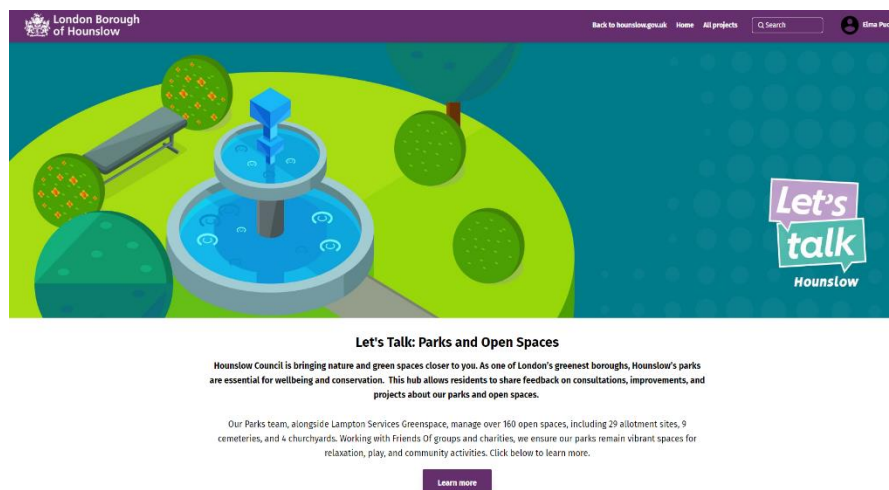 London Borough
of Hounslow
Back to hounslow.gov.uk Home All projects Search Elma
Let's
talk
Hounslow
Let's Talk: Parks and Open Spaces
Hounslow Council is bringing nature and green spaces closer to you. As one of London's greenest boroughs, Hounslow's parks
are essential for wellbeing and conservation. This hub allows residents to share feedback on consultations, improvements, and
projects about our parks and open spaces.
Our Parks team, alongside Lampton Services Greenspace, manage over 160 open spaces, including 29 allotment sites, 9
cemeteries, and 4 churchyards. Working with Friends Of groups and charities, we ensure our parks remain vibrant spaces for
relaxation, play, and community activities. Click below to learn more.
Learn more